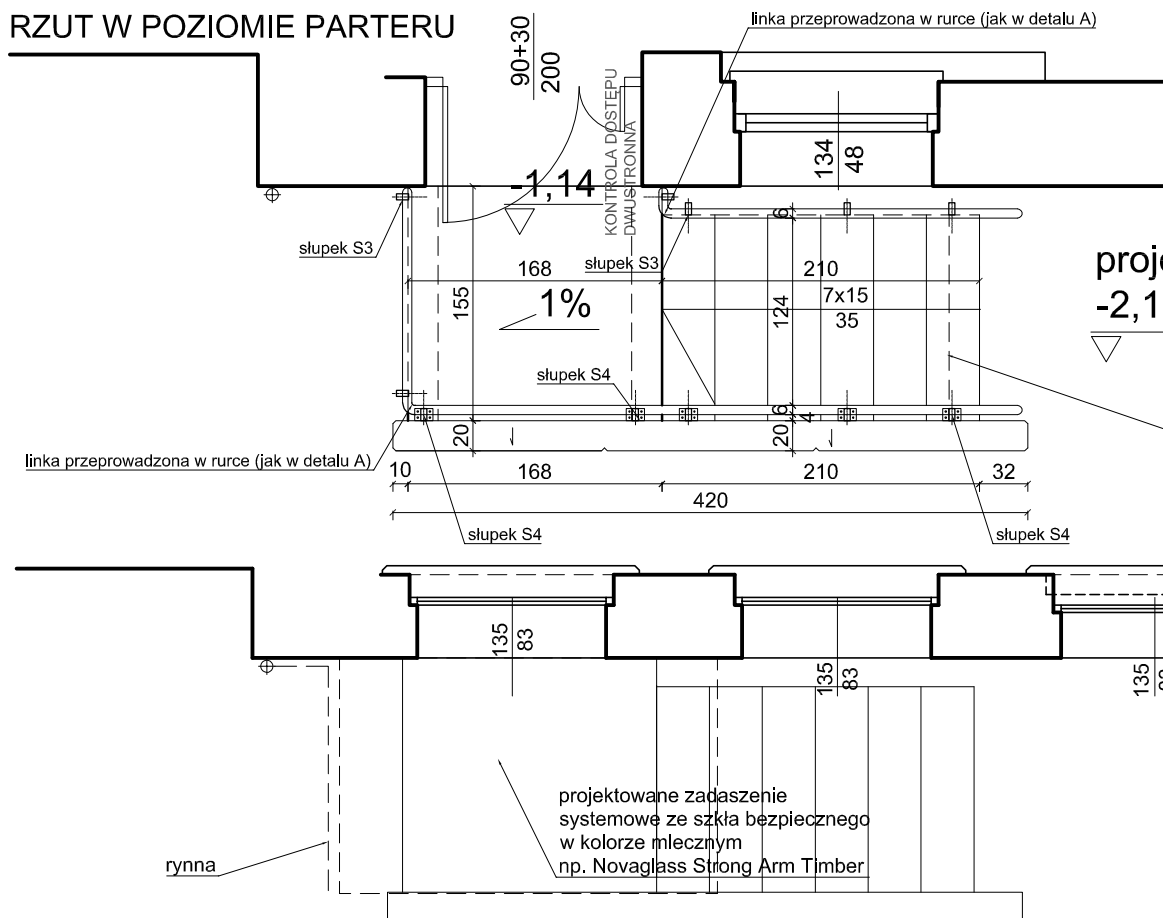 RZUT W POZIOMIE PARTERU
90+30
200
linka przeprowadzona w rurce (jak w detalu A)
KONTROLA DOSTĘPU
DWUSTRONNA
134
48
-1,14
słupek S3
168
słupek S3
6
210
155
1%
124
7x15
35
proj
-2,1
słupek S4
6
4
20
20
linka przeprowadzona w rurce (jak w detalu A)
10
168
210
32
420
słupek S4
słupek S4
135
83
135
83
135
projektowane zadaszenie
systemowe ze szkła bezpiecznego
w kolorze mlecznym
np. Novaglass Strong Arm Timber
rynna